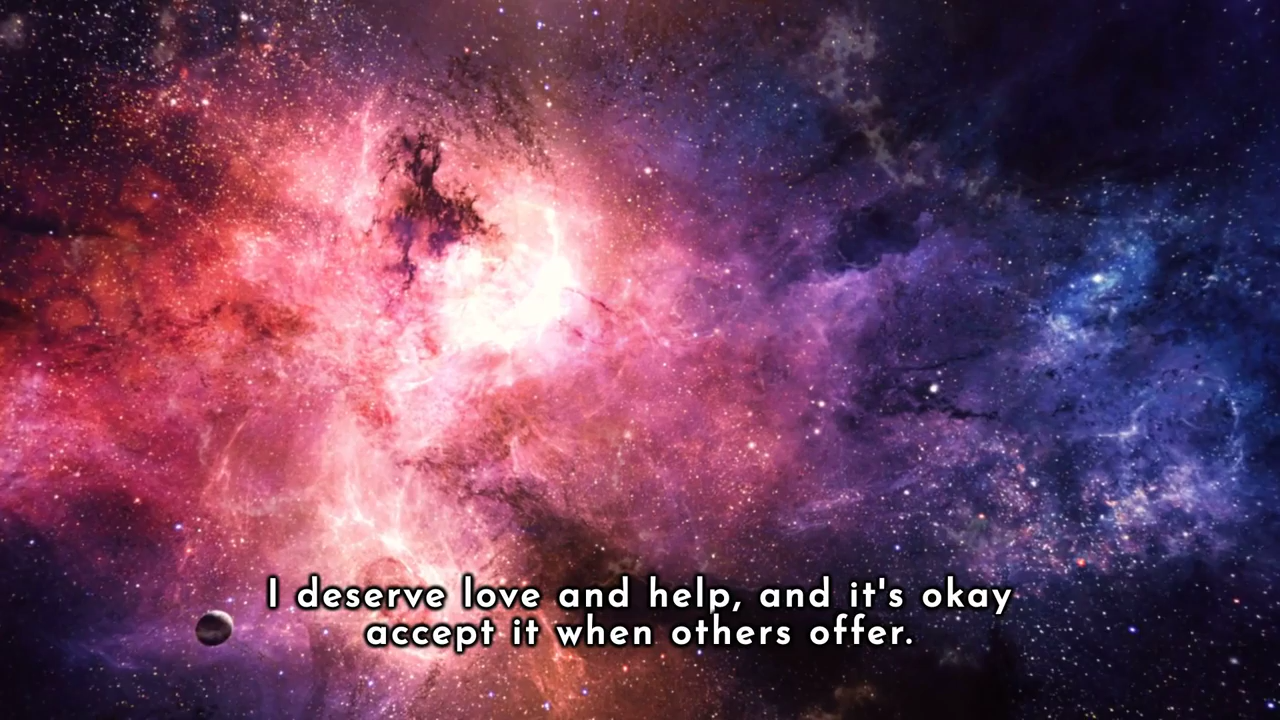 I deserve love and help, and it's okay
accept it when others offer.